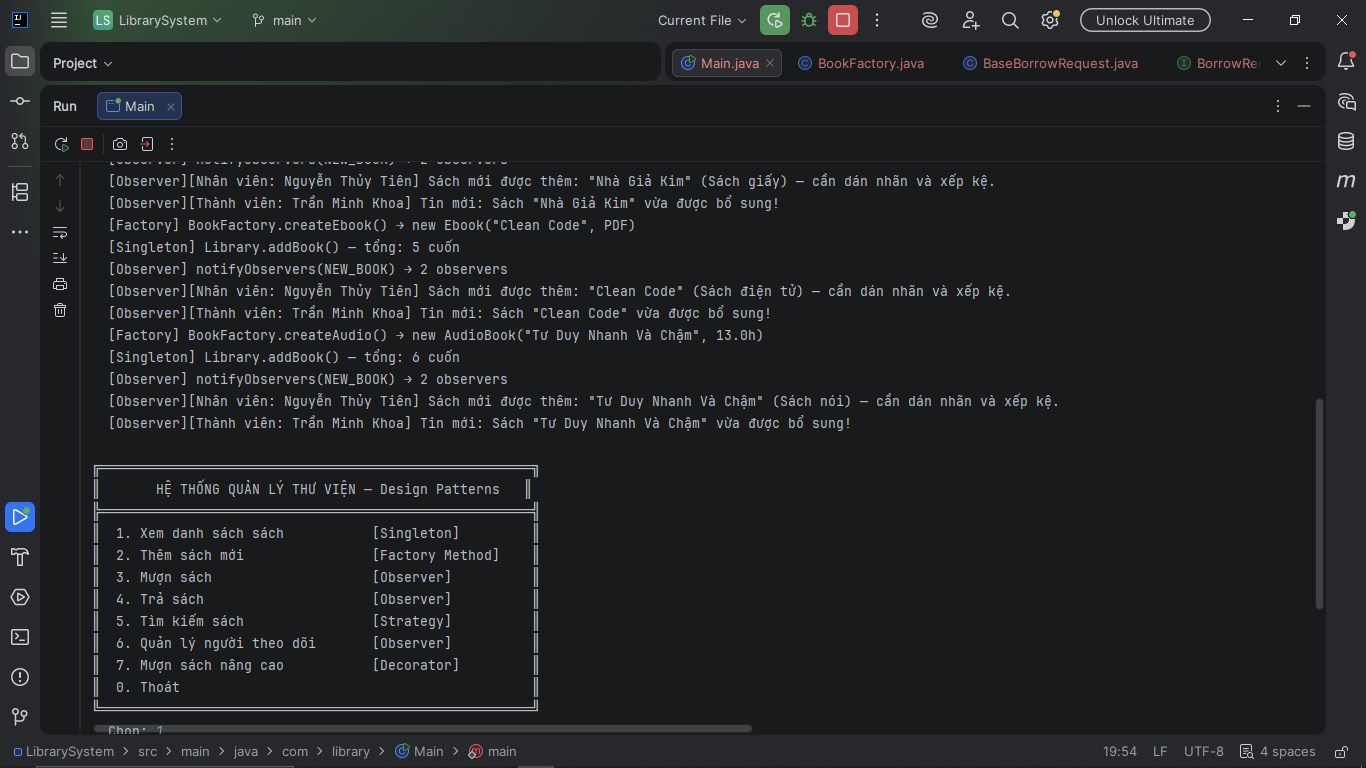 LS LibrarySystem main Current File Unlock Ultimate
Project Main.java BookFactory.java BaseBorrowRequest.java BorrowRe
Run Main
[Observer] notifyObservers(NEW_BOOK) → 2 observers
[Observer][Nhân viên: Nguyễn Thủy Tiên] Sách mới được thêm: "Nhà Giả Kim" (Sách giấy) — cần dán nhãn và xếp kệ.
[Observer][Thành viên: Trần Minh Khoa] Tin mới: Sách "Nhà Giả Kim" vừa được bổ sung!
[Factory] BookFactory.createEbook() → new Ebook("Clean Code", PDF)
[Singleton] Library.addBook() — tổng: 5 cuốn
[Observer] notifyObservers(NEW_BOOK) → 2 observers
[Observer][Nhân viên: Nguyễn Thủy Tiên] Sách mới được thêm: "Clean Code" (Sách điện tử) — cần dán nhãn và xếp kệ.
[Observer][Thành viên: Trần Minh Khoa] Tin mới: Sách "Clean Code" vừa được bổ sung!
[Factory] BookFactory.createAudio() → new AudioBook("Tư Duy Nhanh Và Chậm", 13.0h)
[Singleton] Library.addBook() — tổng: 6 cuốn
[Observer] notifyObservers(NEW_BOOK) → 2 observers
[Observer][Nhân viên: Nguyễn Thủy Tiên] Sách mới được thêm: "Tư Duy Nhanh Và Chậm" (Sách nói) — cần dán nhãn và xếp kệ.
[Observer][Thành viên: Trần Minh Khoa] Tin mới: Sách "Tư Duy Nhanh Và Chậm" vừa được bổ sung!
HỆ THỐNG QUẢN LÝ THƯ VIỆN — Design Patterns
1. Xem danh sách sách [Singleton]
2. Thêm sách mới [Factory Method]
3. Mượn sách [Observer]
4. Trả sách [Observer]
5. Tìm kiếm sách [Strategy]
6. Quản lý người theo dõi [Observer]
7. Mượn sách nâng cao [Decorator]
0. Thoát
Chọn: 1
LibrarySystem > src > main > java > com > library > Main > main 19:54 LF UTF-8 4 spaces